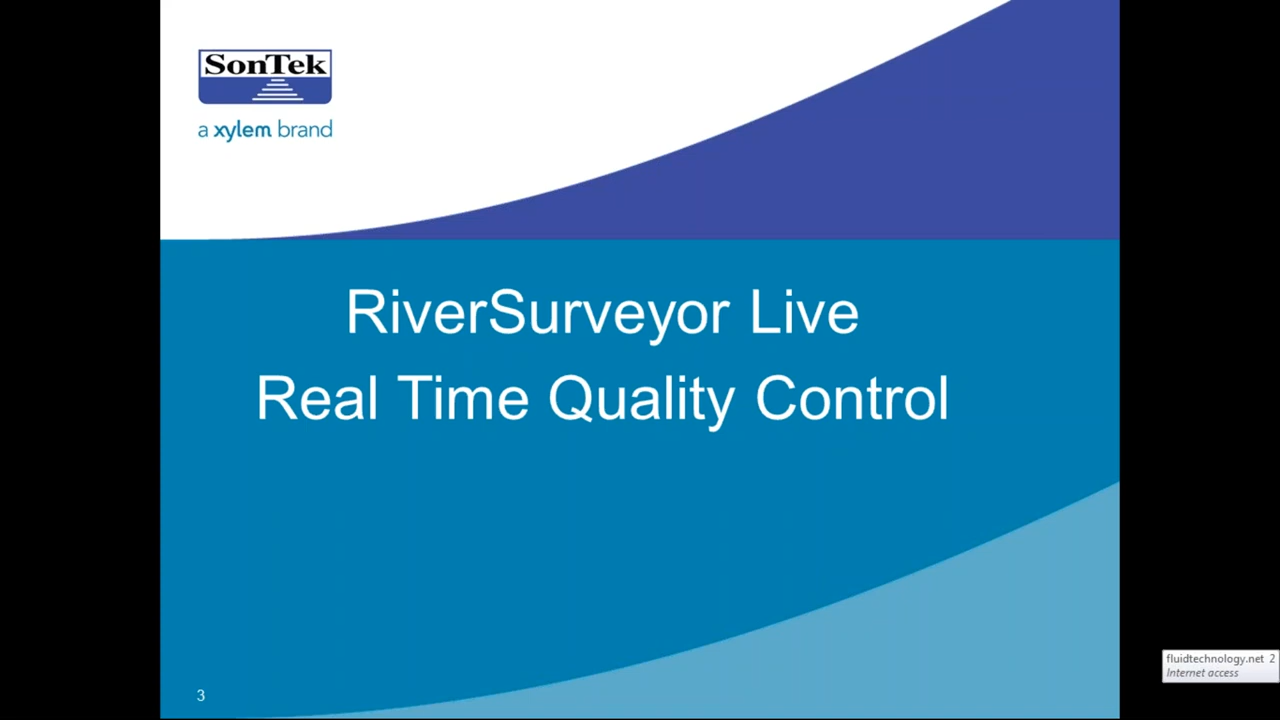 SonTek
a xylem brand
RiverSurveyor Live
Real Time Quality Control
3
fluidtechnology.net 2
Internet access